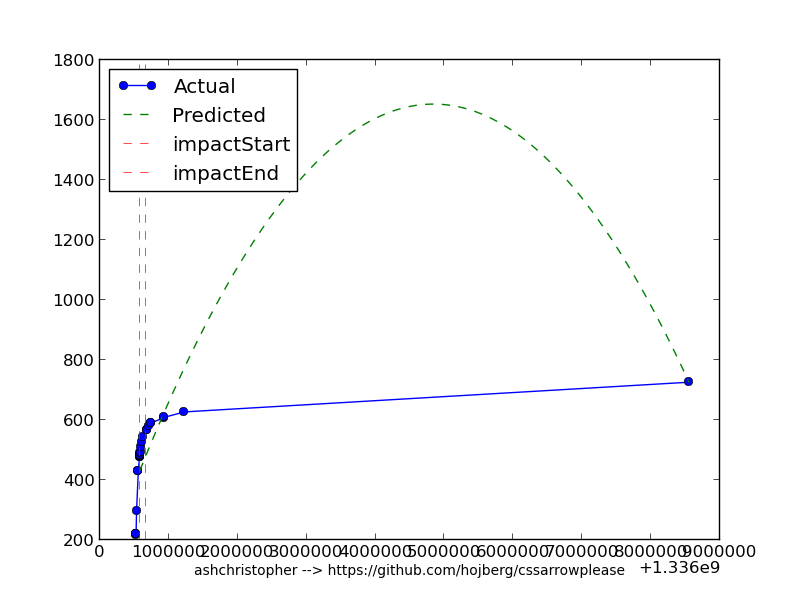 1800
1600
1400
1200
1000
800
600
400
200
Actual
Predicted
impactStart
impactEnd
0 1000000 2000000 3000000 4000000 5000000 6000000 7000000 8000000 9000000
+1.336e9
ashchristopher --> https://github.com/hojberg/cssarrowplease